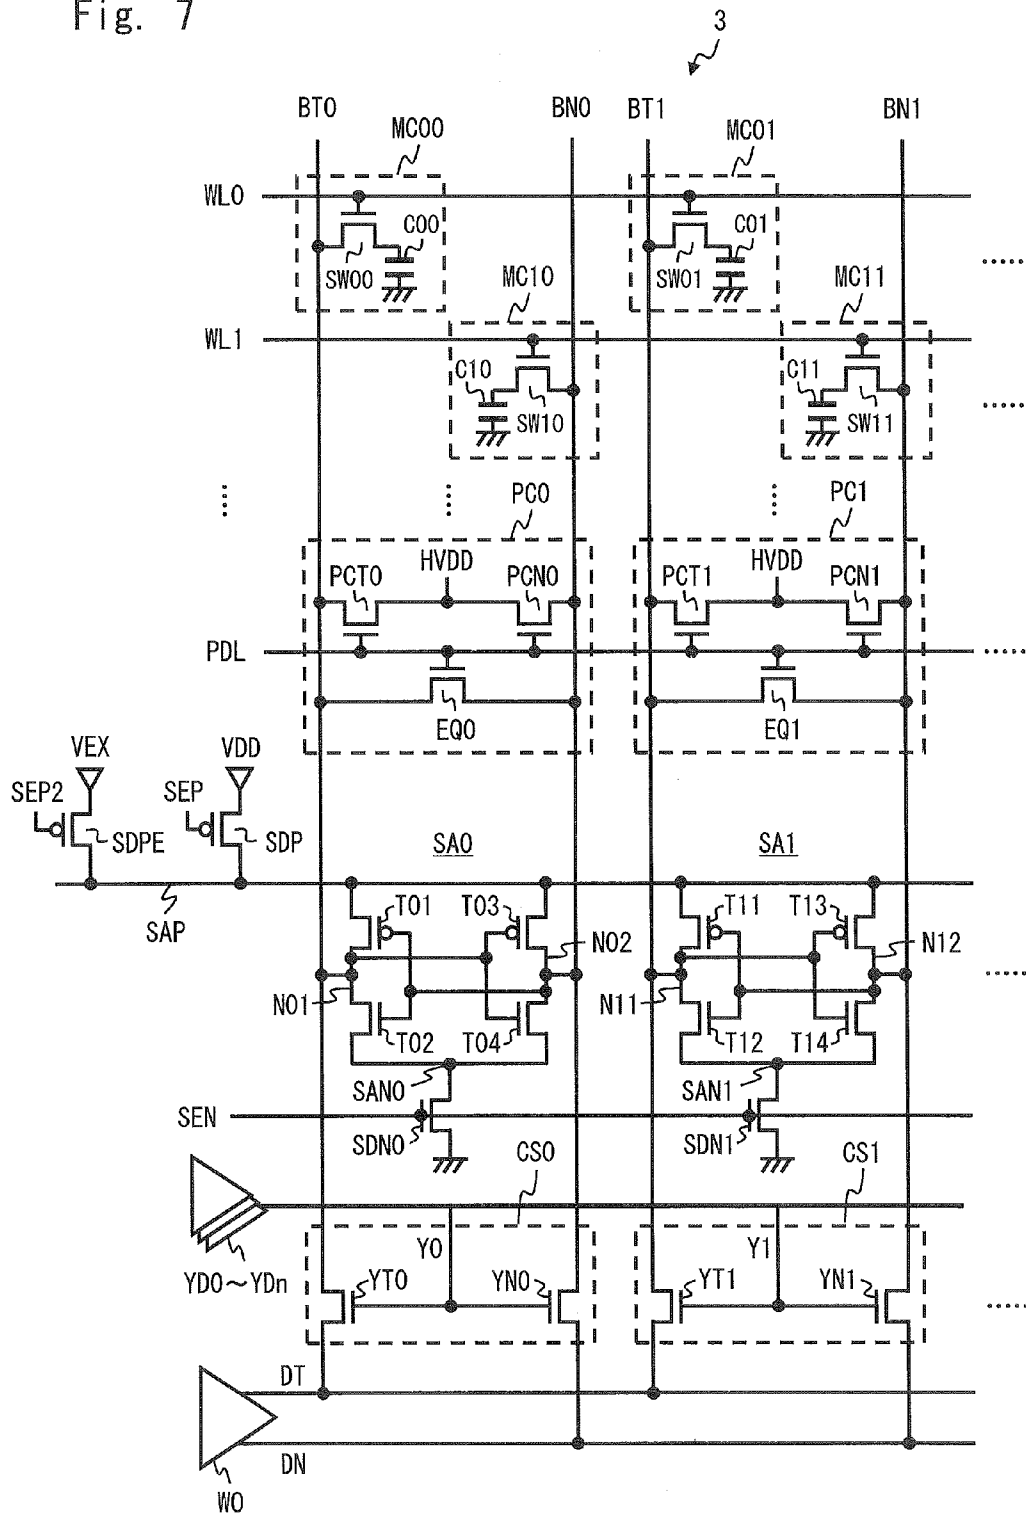 Fig. 7
3
BT0 BN0 BT1 BN1
MC00 MC01
WL0
C00 C01
SW00 SW01
MC10 MC11
WL1
C10 C11
SW10 SW11
PC0 PC1
HVDD HVDD
PCT0 PCN0 PCT1 PCN1
PDL
EQ0 EQ1
VEX VDD
SEP2 SEP
SDPE SDP
SA0 SA1
SAP
T01 T03 T11 T13
N02 N12
N01 N11
T02 T04 T12 T14
SAN0 SAN1
SEN
SDN0 SDN1
CS0 CS1
Y0 Y1
YD0～YDn
YT0 YN0 YT1 YN1
DT
DN
W0